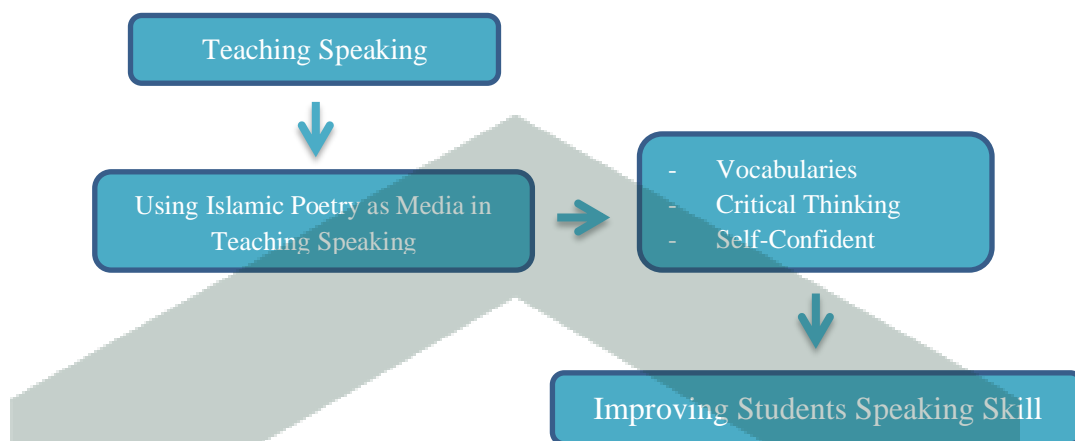 Teaching Speaking
Using Islamic Poetry as Media in
Teaching Speaking
- Vocabularies
- Critical Thinking
- Self-Confident
Improving Students Speaking Skill